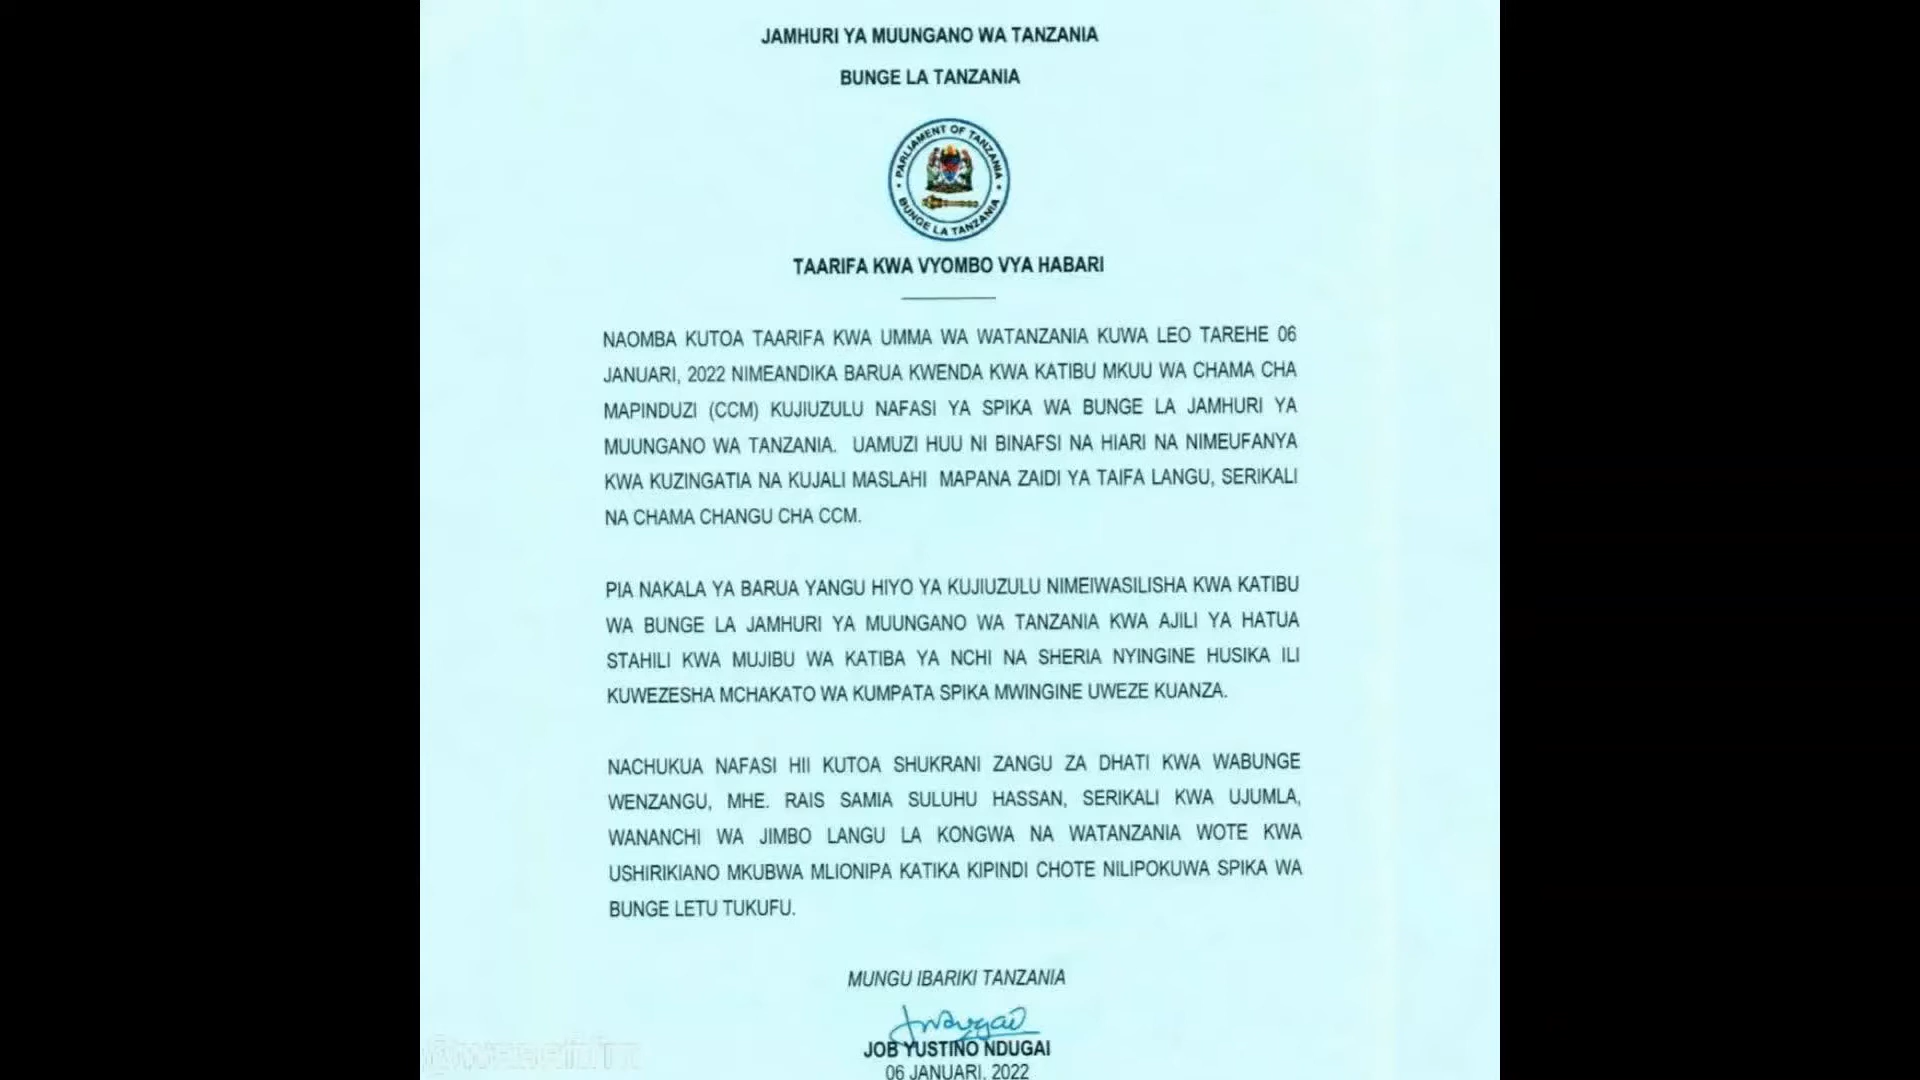 JAMHURI YA MUUNGANO WA TANZANIA
BUNGE LA TANZANIA
PARLIAMENT OF TANZANIA
BUNGE LA TANZANIA
TAARIFA KWA VYOMBO VYA HABARI
NAOMBA KUTOA TAARIFA KWA UMMA WA WATANZANIA KUWA LEO TAREHE 06
JANUARI, 2022 NIMEANDIKA BARUA KWENDA KWA KATIBU MKUU WA CHAMA CHA
MAPINDUZI (CCM) KUJIUZULU NAFASI YA SPIKA WA BUNGE LA JAMHURI YA
MUUNGANO WA TANZANIA. UAMUZI HUU NI BINAFSI NA HIARI NA NIMEUFANYA
KWA KUZINGATIA NA KUJALI MASLAHI MAPANA ZAIDI YA TAIFA LANGU, SERIKALI
NA CHAMA CHANGU CHA CCM.
PIA NAKALA YA BARUA YANGU HIYO YA KUJIUZULU NIMEIWASILISHA KWA KATIBU
WA BUNGE LA JAMHURI YA MUUNGANO WA TANZANIA KWA AJILI YA HATUA
STAHILI KWA MUJIBU WA KATIBA YA NCHI NA SHERIA NYINGINE HUSIKA ILI
KUWEZESHA MCHAKATO WA KUMPATA SPIKA MWINGINE UWEZE KUANZA.
NACHUKUA NAFASI HII KUTOA SHUKRANI ZANGU ZA DHATI KWA WABUNGE
WENZANGU, MHE. RAIS SAMIA SULUHU HASSAN, SERIKALI KWA UJUMLA,
WANANCHI WA JIMBO LANGU LA KONGWA NA WATANZANIA WOTE KWA
USHIRIKIANO MKUBWA MLIONIPA KATIKA KIPINDI CHOTE NILIPOKUWA SPIKA WA
BUNGE LETU TUKUFU.
MUNGU IBARIKI TANZANIA
JOB YUSTINO NDUGAI
06 JANUARI, 2022